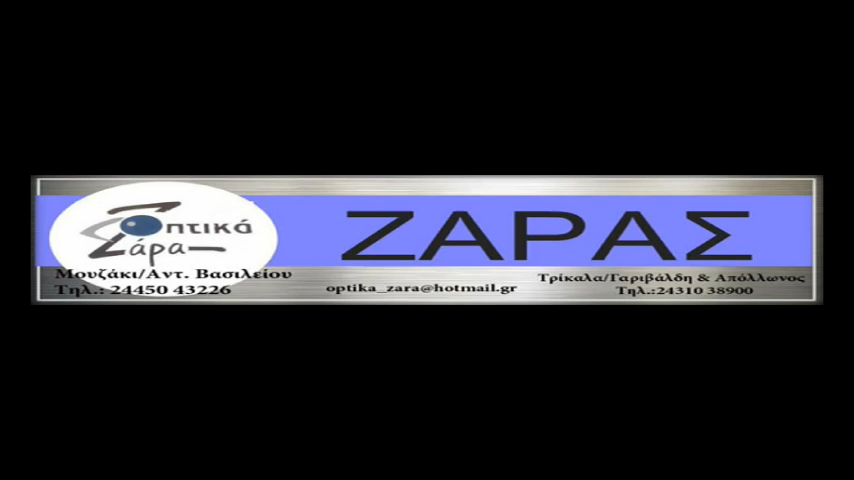 Οπτικά
Ζάρα
ΖΑΡΑΣ
Μουζάκι/Αντ. Βασιλείου
Τηλ.: 24450 43226
optika_zara@hotmail.gr
Τρίκαλα/Γαριβάλδη & Απόλλωνος
Τηλ.:24310 38900